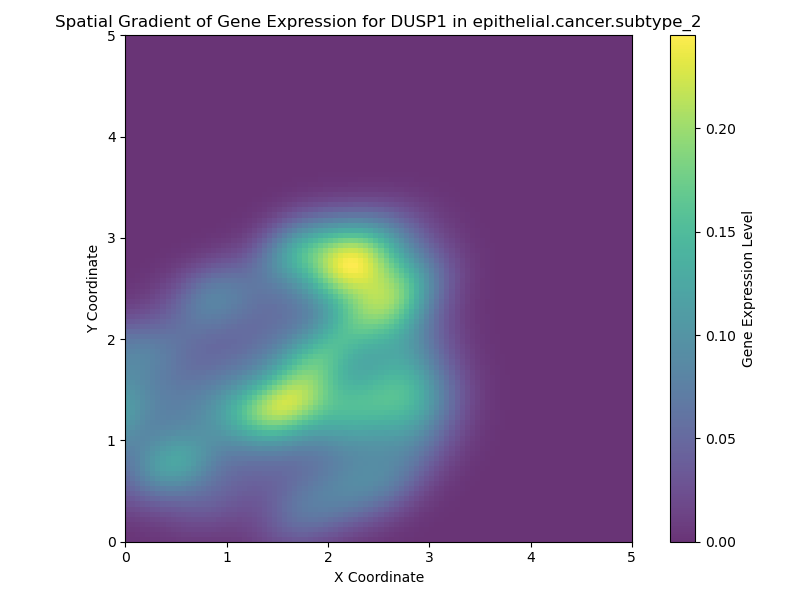 Spatial Gradient of Gene Expression for DUSP1 in epithelial.cancer.subtype_2
5
4
3
2
1
0
Y Coordinate
0 1 2 3 4 5
X Coordinate
0.20
0.15
0.10
0.05
0.00
Gene Expression Level